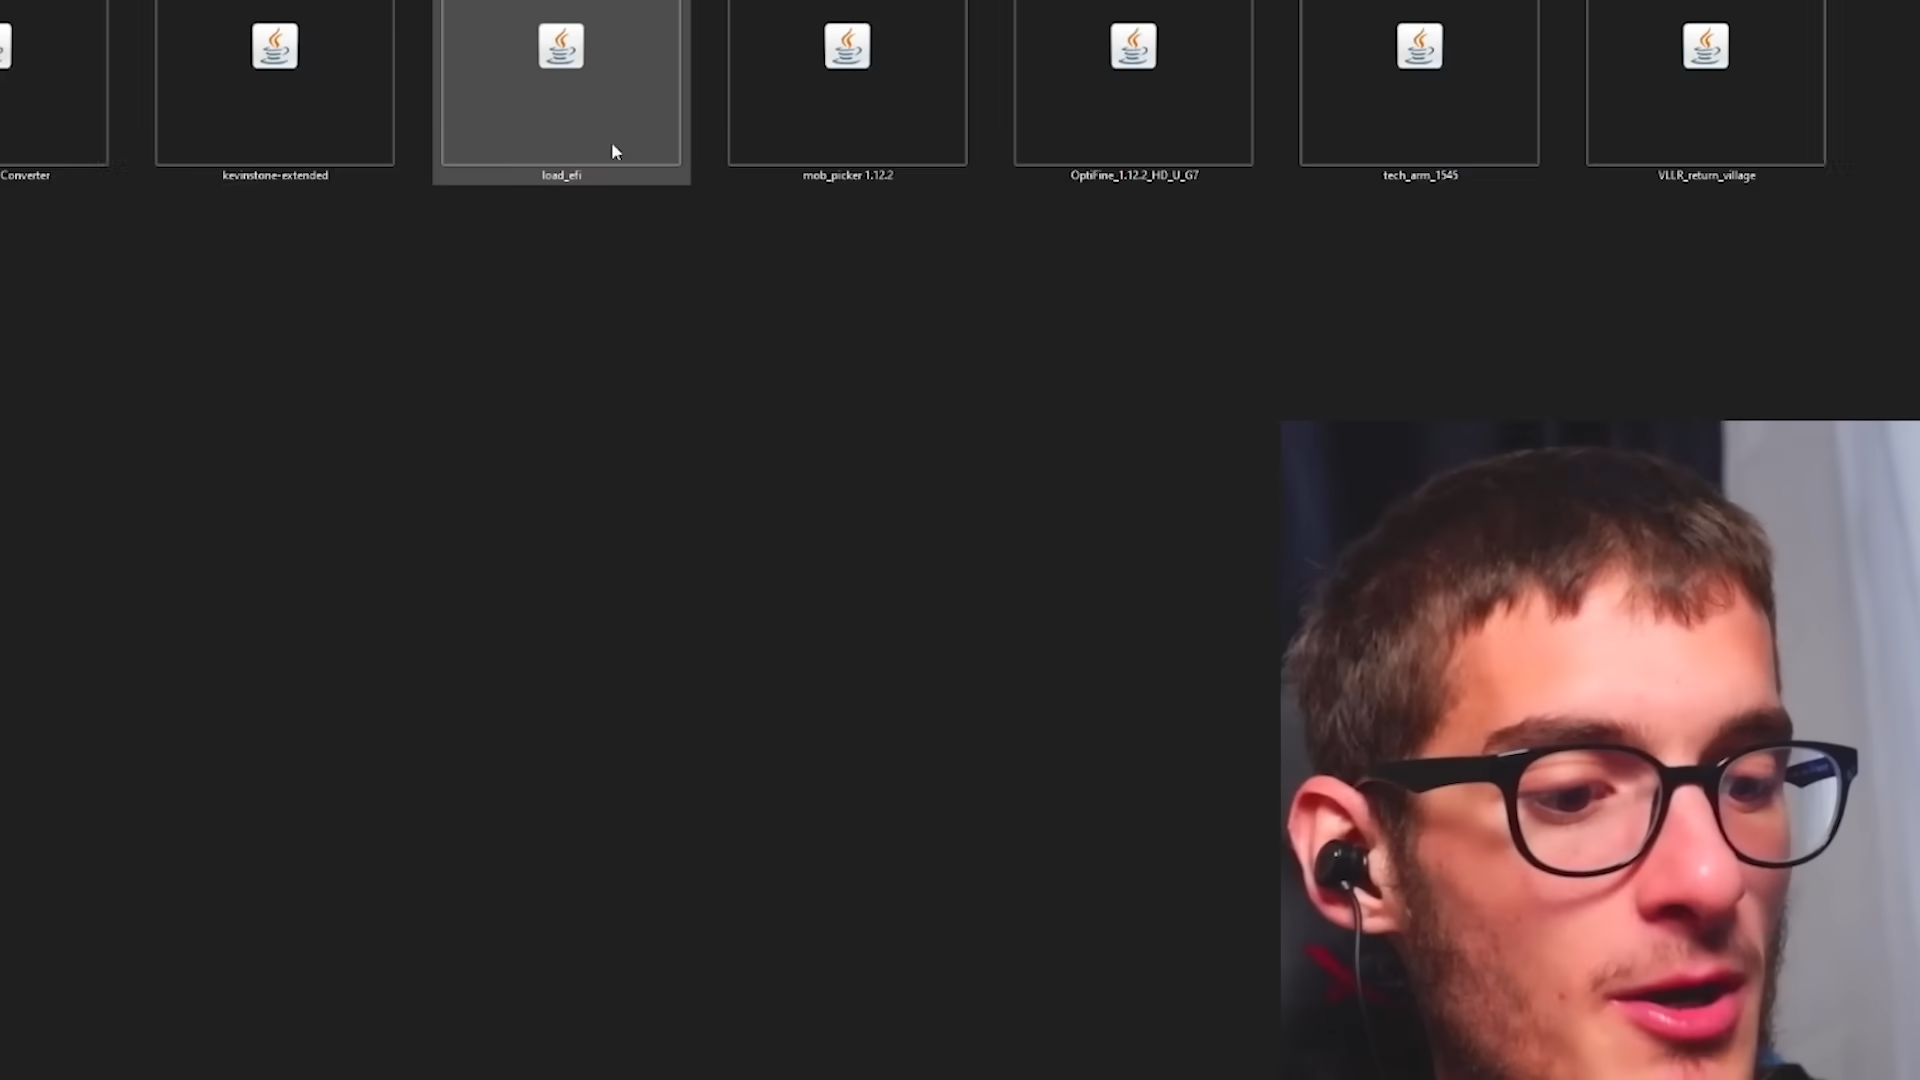 Converter
kevinstone-extended
load_efi
mob_picker 1.12.2
OptiFine_1.12.2_HD_U_G7
tech_arm_1545
VLLR_return_village